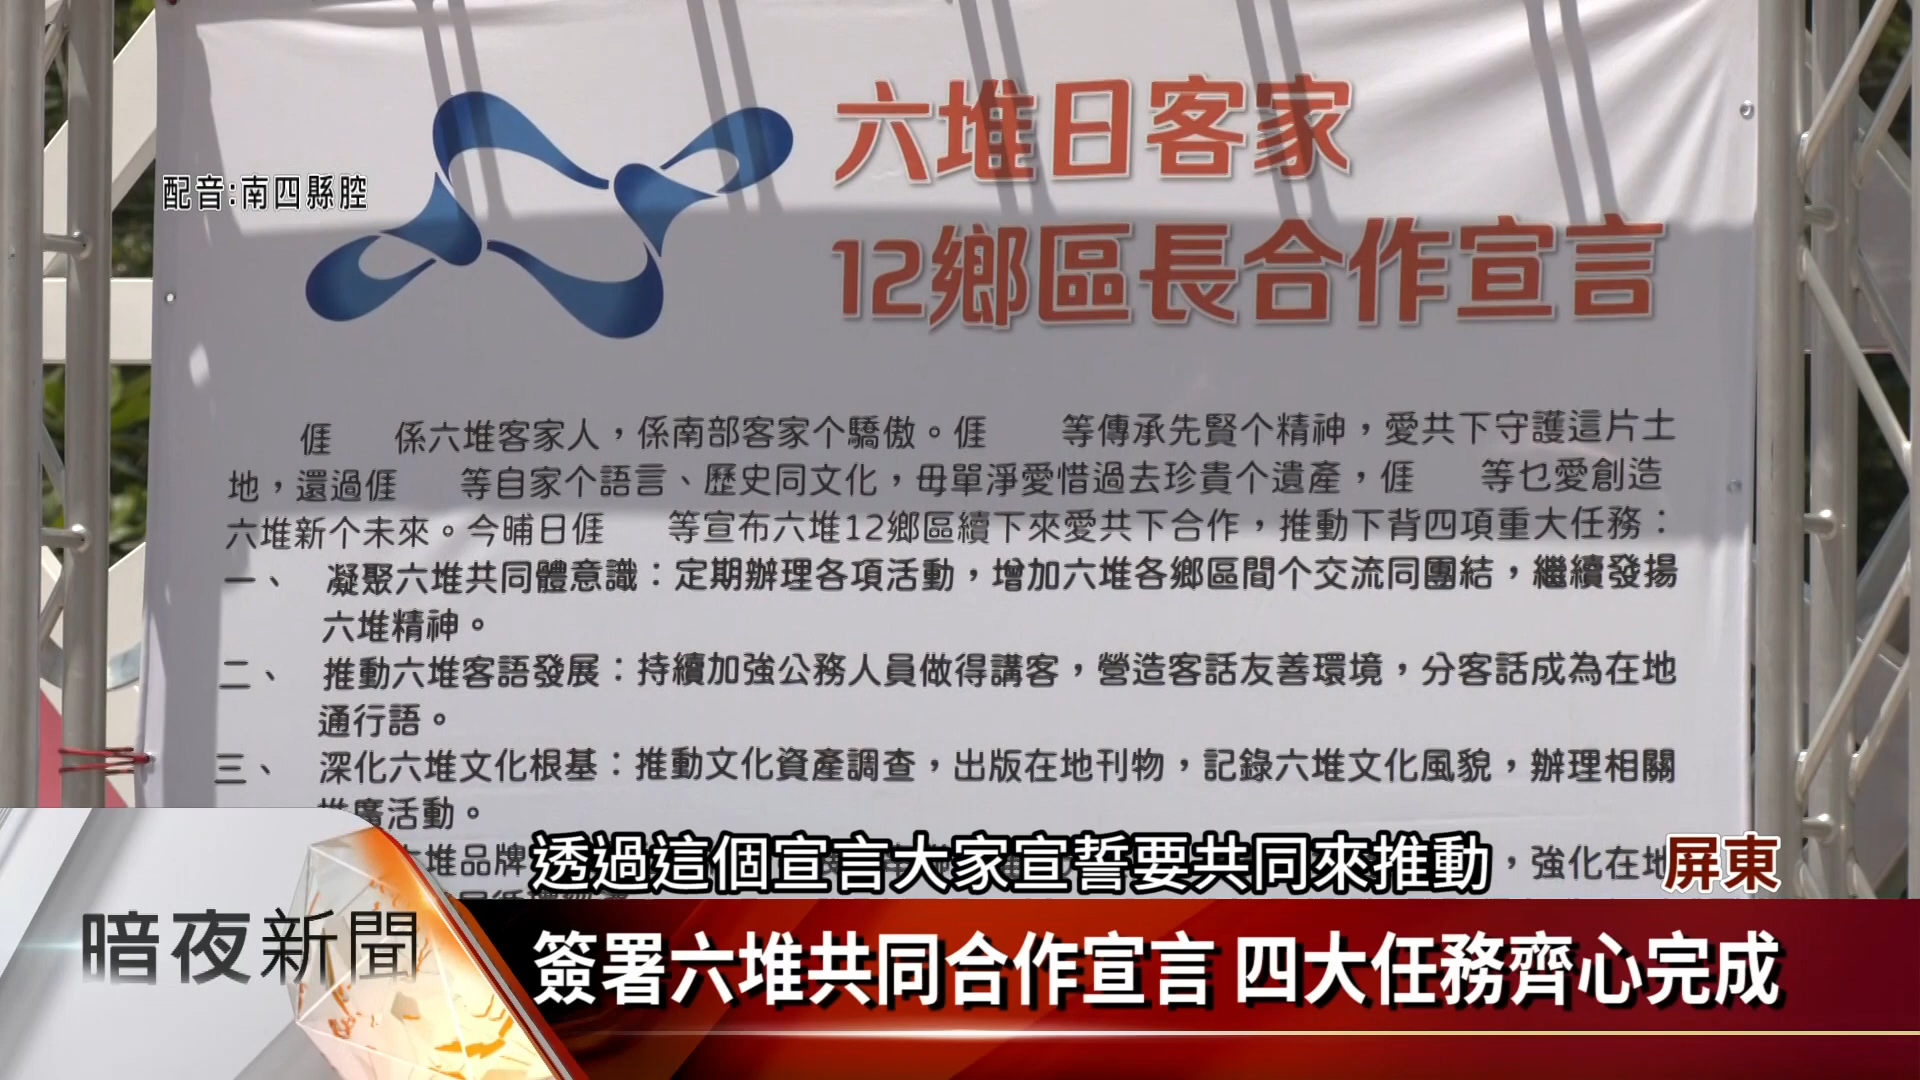 六堆日客家
配音:南四縣腔
12鄉區長合作宣言
𠊎 係六堆客家人，係南部客家个驕傲。𠊎 等傳承先賢个精神，愛共下守護這片土
地，還過𠊎 等自家个語言、歷史同文化，毋單淨愛惜過去珍貴个遺產，𠊎 等乜愛創造
六堆新个未來。今晡日𠊎 等宣布六堆12鄉區續下來愛共下合作，推動下背四項重大任務：
一、 凝聚六堆共同體意識：定期辦理各項活動，增加六堆各鄉區間个交流同團結，繼續發揚
六堆精神。
二、 推動六堆客語發展：持續加強公務人員做得講客，營造客話友善環境，分客話成為在地
通行語。
三、 深化六堆文化根基：推動文化資產調查，出版在地刊物，記錄六堆文化風貌，辦理相關
推廣活動。
堆品牌
，強化在地
透過這個宣言大家宣誓要共同來推動
屏東
暗夜新聞
簽署六堆共同合作宣言 四大任務齊心完成